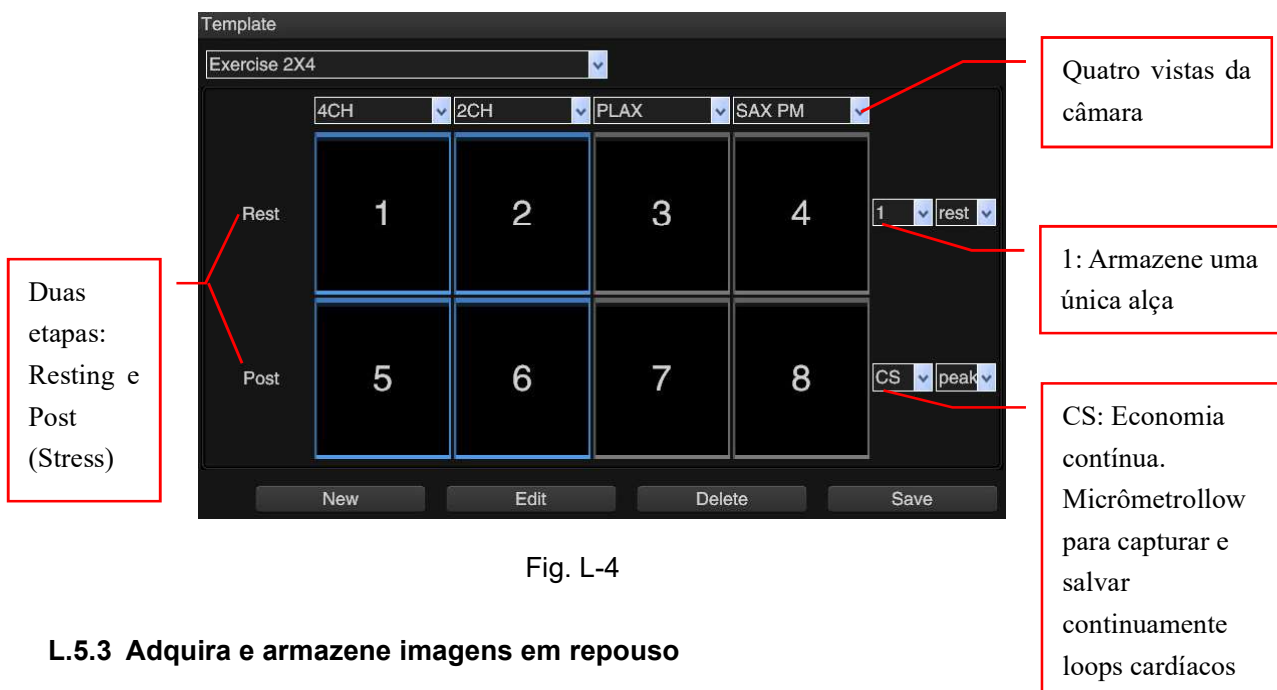 Template
Exercise 2X4
4CH 2CH PLAX SAX PM
Rest 1 2 3 4 1 rest
Post 5 6 7 8 CS peak
New Edit Delete Save
Quatro vistas da
câmara
1: Armazene uma
única alça
Duas
etapas:
Resting e
Post
(Stress)
CS: Economia
contínua.
Micrômetrollow
para capturar e
salvar
continuamente
loops cardíacos
Fig. L-4
L.5.3 Adquira e armazene imagens em repouso